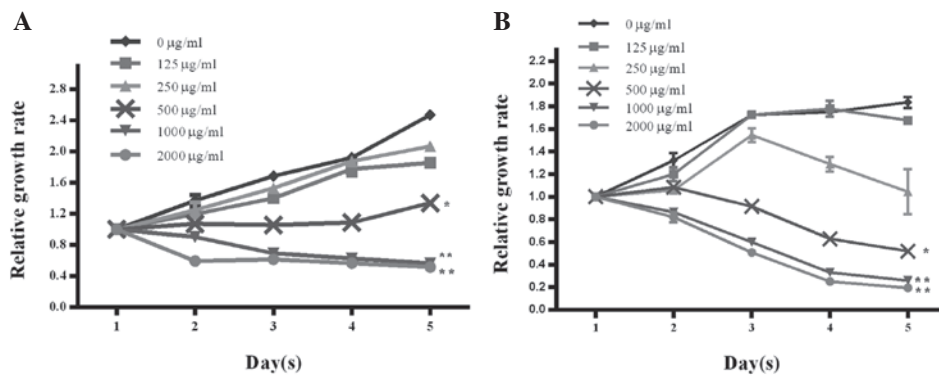 A
0 µg/ml
125 µg/ml
250 µg/ml
500 µg/ml
1000 µg/ml
2000 µg/ml
Relative growth rate
2.8
2.4
2.0
1.6
1.2
0.8
0.4
0.0
*
**
**
1 2 3 4 5
Day(s)
B
0 µg/ml
125 µg/ml
250 µg/ml
500 µg/ml
1000 µg/ml
2000 µg/ml
Relative growth rate
2.2
2.0
1.8
1.6
1.4
1.2
1.0
0.8
0.6
0.4
0.2
0.0
*
**
**
1 2 3 4 5
Day(s)